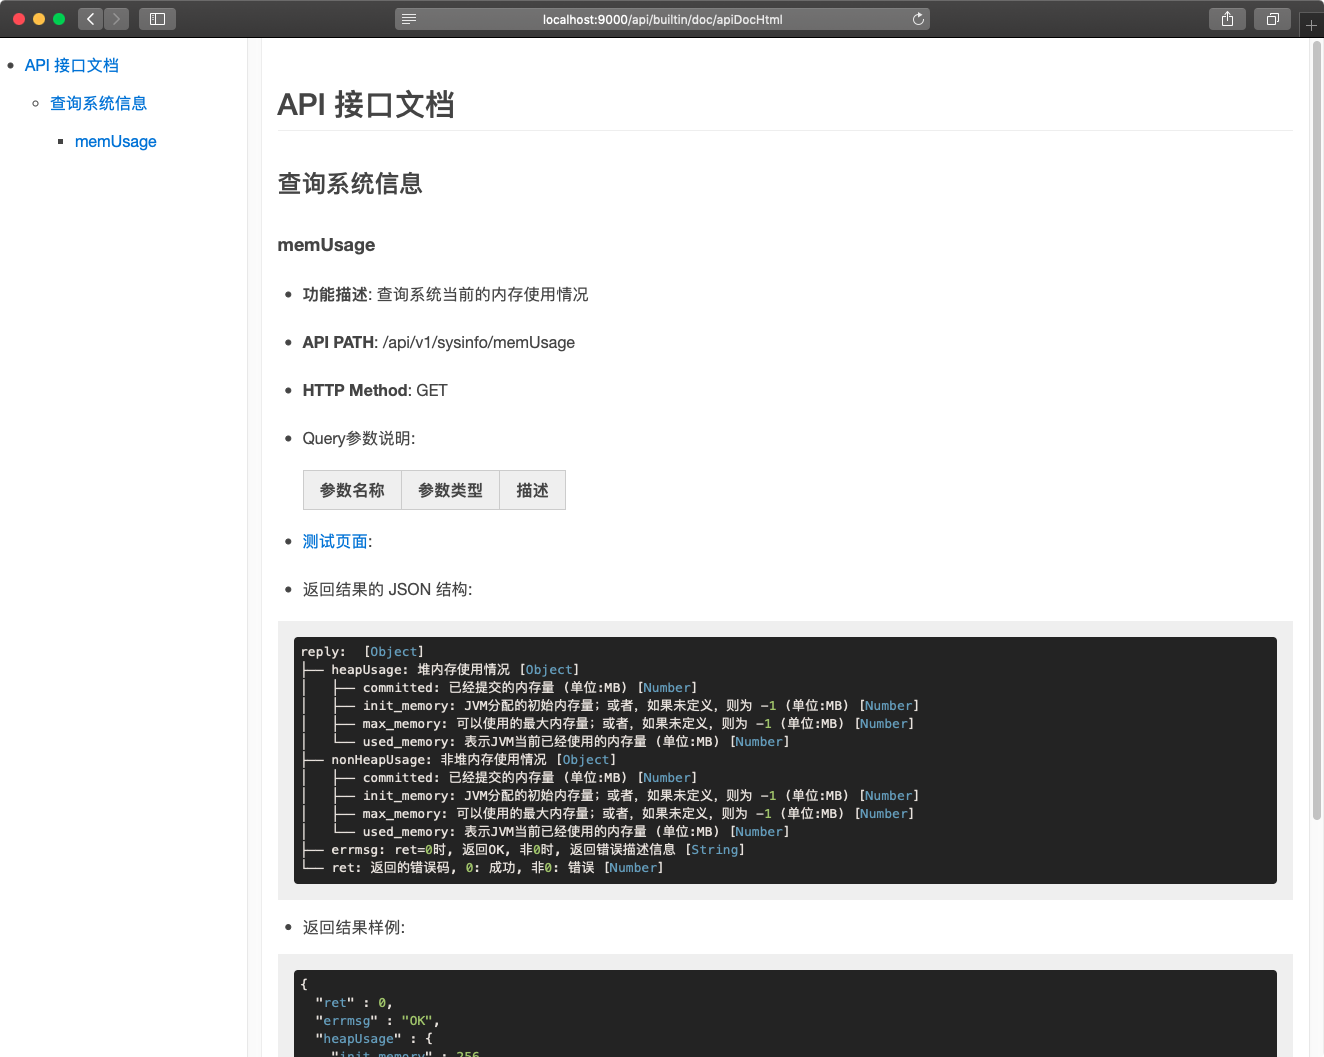 localhost:9000/api/builtin/doc/apiDocHtml
API 接口文档
查询系统信息
memUsage
API 接口文档
查询系统信息
memUsage
功能描述: 查询系统当前的内存使用情况
API PATH: /api/v1/sysinfo/memUsage
HTTP Method: GET
Query参数说明:
参数名称 参数类型 描述
测试页面:
返回结果的 JSON 结构:
reply:  [Object]
├── heapUsage: 堆内存使用情况 [Object]
│   ├── committed: 已经提交的内存量 (单位:MB) [Number]
│   ├── init_memory: JVM分配的初始内存量；或者，如果未定义，则为 -1 (单位:MB) [Number]
│   ├── max_memory: 可以使用的最大内存量；或者，如果未定义，则为 -1 (单位:MB) [Number]
│   └── used_memory: 表示JVM当前已经使用的内存量 (单位:MB) [Number]
├── nonHeapUsage: 非堆内存使用情况 [Object]
│   ├── committed: 已经提交的内存量 (单位:MB) [Number]
│   ├── init_memory: JVM分配的初始内存量；或者，如果未定义，则为 -1 (单位:MB) [Number]
│   ├── max_memory: 可以使用的最大内存量；或者，如果未定义，则为 -1 (单位:MB) [Number]
│   └── used_memory: 表示JVM当前已经使用的内存量 (单位:MB) [Number]
├── errmsg: ret=0时, 返回OK, 非0时, 返回错误描述信息 [String]
└── ret: 返回的错误码, 0: 成功, 非0: 错误 [Number]
返回结果样例:
{
  "ret" : 0,
  "errmsg" : "OK",
  "heapUsage" : {
    "init_memory" : 256